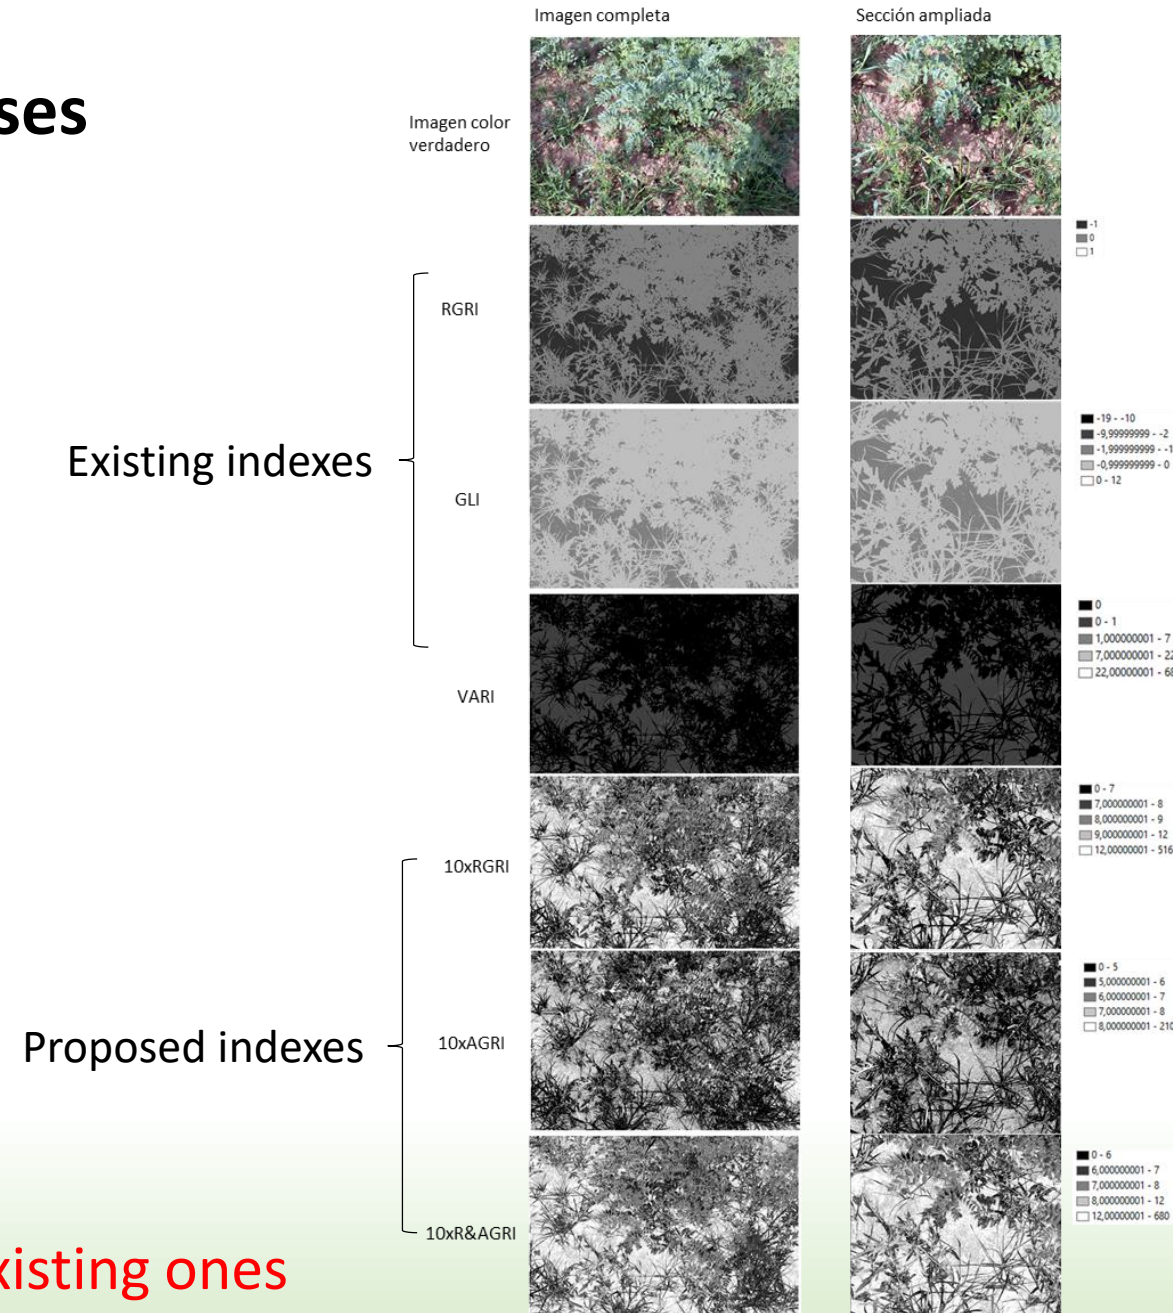 Imagen completa
Sección ampliada
ses
Imagen color
verdadero
-1
0
1
RGRI
Existing indexes
-19 - -10
-9,99999999 - -2
-1,999999999 - -1
-0,999999999 - 0
0 - 12
GLI
0
0 - 1
1,000000001 - 7
7,000000001 - 22
22,00000001 - 68
VARI
0 - 7
7,000000001 - 8
8,000000001 - 9
9,000000001 - 12
12,00000001 - 516
10xRGRI
0 - 5
5,000000001 - 6
6,000000001 - 7
7,000000001 - 8
8,000000001 - 210
Proposed indexes
10xAGRI
0 - 6
6,000000001 - 7
7,000000001 - 8
8,000000001 - 12
12,00000001 - 680
10xR&AGRI
xisting ones